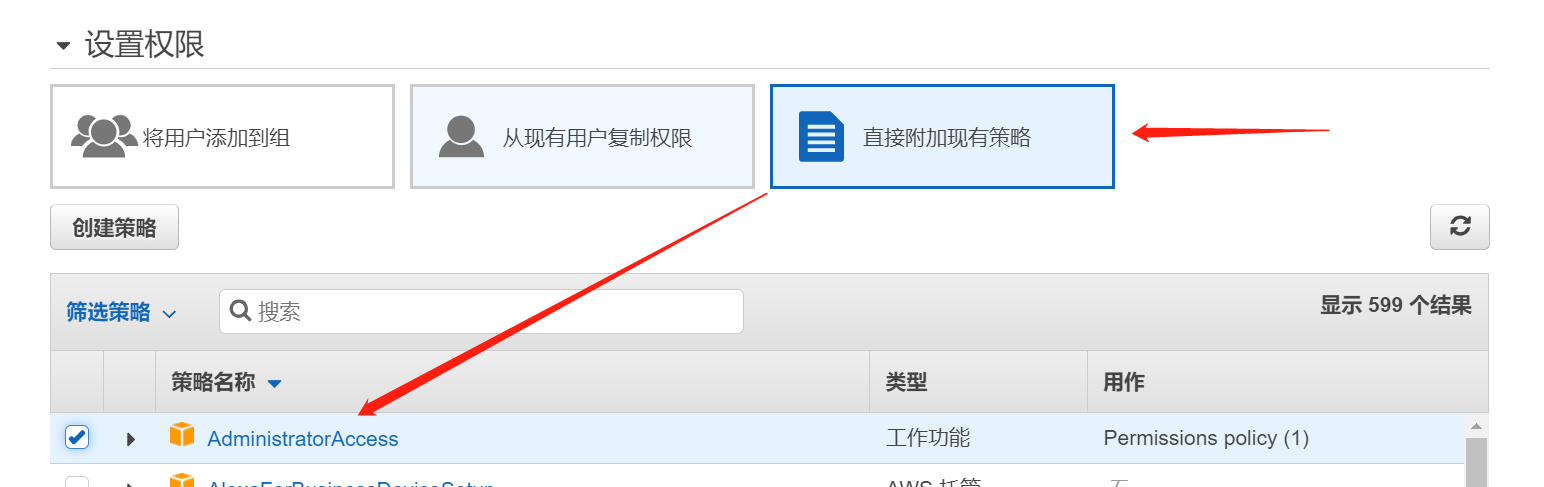 设置权限
将用户添加到组
从现有用户复制权限
直接附加现有策略
创建策略
筛选策略
搜索
显示 599 个结果
策略名称 类型 用作
AdministratorAccess 工作功能 Permissions policy (1)
AlexaForBusinessDeviceSetup AWS 托管 无